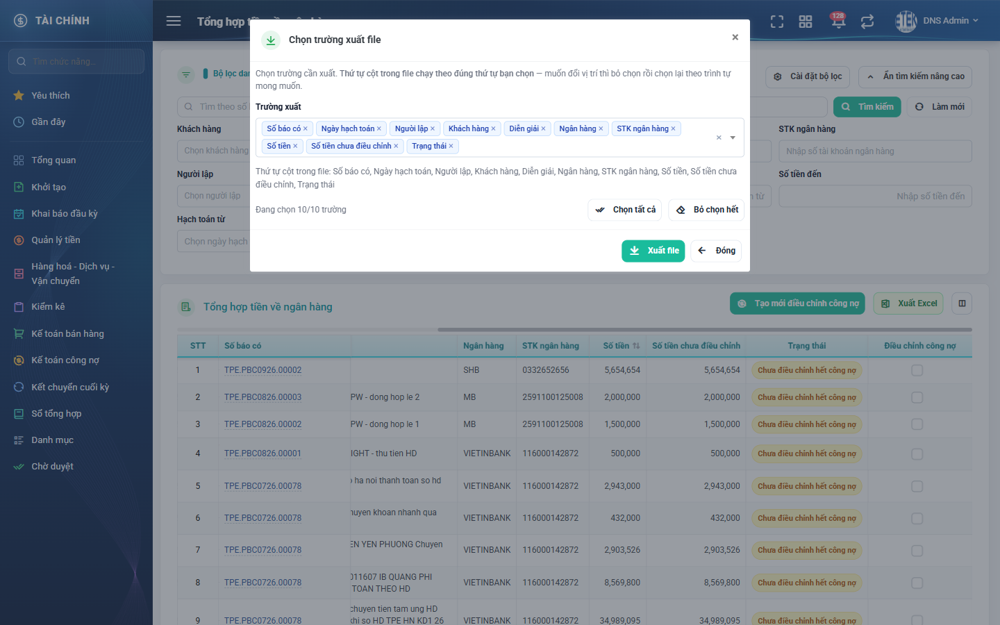 TÀI CHÍNH
Tìm chức năng...
Yêu thích
Gần đây
Tổng quan
Khởi tạo
Khai báo đầu kỳ
Quản lý tiền
Hàng hoá - Dịch vụ -
Vận chuyển
Kiểm kê
Kế toán bán hàng
Kế toán công nợ
Kết chuyển cuối kỳ
Sổ tổng hợp
Danh mục
Chờ duyệt
Tổng hợp
128
DNS Admin
Chọn trường xuất file
×
Chọn trường cần xuất. Thứ tự cột trong file chạy theo đúng thứ tự bạn chọn — muốn đổi vị trí thì bỏ chọn rồi chọn lại theo trình tự
mong muốn.
Trường xuất
Số báo có × Ngày hạch toán × Người lập × Khách hàng × Diễn giải × Ngân hàng × STK ngân hàng ×
Số tiền × Số tiền chưa điều chỉnh × Trạng thái ×
Thứ tự cột trong file: Số báo có, Ngày hạch toán, Người lập, Khách hàng, Diễn giải, Ngân hàng, STK ngân hàng, Số tiền, Số tiền chưa
điều chỉnh, Trạng thái
Đang chọn 10/10 trường
Chọn tất cả
Bỏ chọn hết
Xuất file
Đóng
Bộ lọc
Cài đặt bộ lọc
Ẩn tìm kiếm nâng cao
Tìm theo số
Tìm kiếm
Làm mới
Khách hàng
STK ngân hàng
Chọn khách hàng
Nhập số tài khoản ngân hàng
Người lập
Số tiền đến
Chọn người lập
từ
Nhập số tiền đến
Hạch toán từ
Chọn ngày hạch
Tổng hợp tiền về ngân hàng
Tạo mới điều chỉnh công nợ
Xuất Excel
STT Số báo có Ngân hàng STK ngân hàng Số tiền Số tiền chưa điều chỉnh Trạng thái Điều chỉnh công nợ
1 TPE.PBC0926.00002 SHB 0332652656 5,654,654 5,654,654 Chưa điều chỉnh hết công nợ
2 TPE.PBC0826.00003 PW - dong hop le 2 MB 2591100125008 2,000,000 2,000,000 Chưa điều chỉnh hết công nợ
3 TPE.PBC0826.00002 PW - dong hop le 1 MB 2591100125008 1,500,000 1,500,000 Chưa điều chỉnh hết công nợ
4 TPE.PBC0826.00001 IGHT - thu tien HD VIETINBANK 116000142872 500,000 500,000 Chưa điều chỉnh hết công nợ
5 TPE.PBC0726.00078 ha noi thanh toan so hd VIETINBANK 116000142872 2,943,000 2,943,000 Chưa điều chỉnh hết công nợ
6 TPE.PBC0726.00078 huyen khoan nhanh qua VIETINBANK 116000142872 432,000 432,000 Chưa điều chỉnh hết công nợ
7 TPE.PBC0726.00078 EN YEN PHUONG Chuyen VIETINBANK 116000142872 2,903,526 2,903,526 Chưa điều chỉnh hết công nợ
8 TPE.PBC0726.00078 011607 IB QUANG PHI VIETINBANK 116000142872 8,569,800 8,569,800 Chưa điều chỉnh hết công nợ
TOAN THEO HD
chuyen tien tam ung HD
9 TPE.PBC0726.00078 khi so HD TPE HN KD1 26 VIETINBANK 116000142872 34,989,095 34,989,095 Chưa điều chỉnh hết công nợ